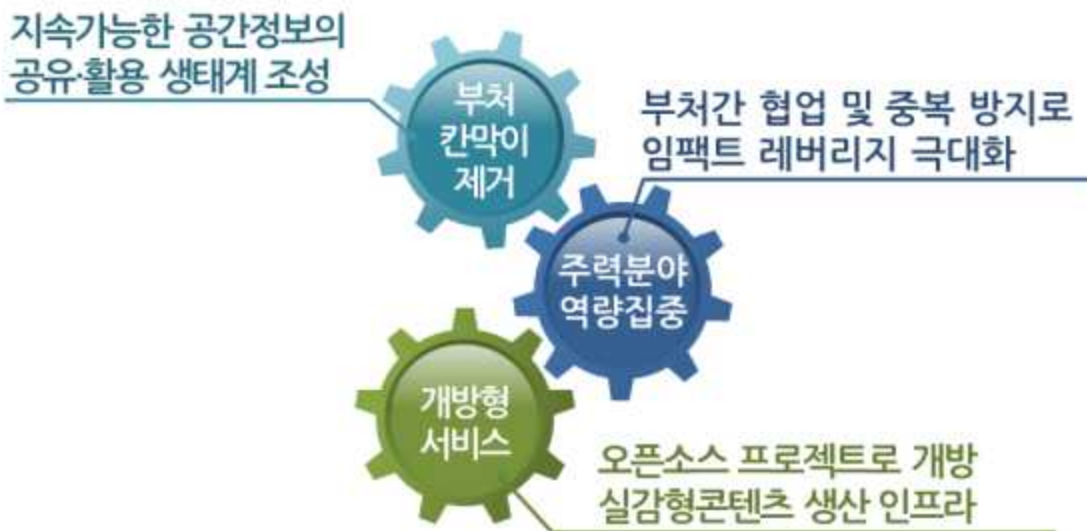 지속가능한 공간정보의
공유·활용 생태계 조성
부처
칸막이
제거
부처간 협업 및 중복 방지로
임팩트 레버리지 극대화
주력분야
역량집중
개방형
서비스
오픈소스 프로젝트로 개방
실감형콘텐츠 생산 인프라